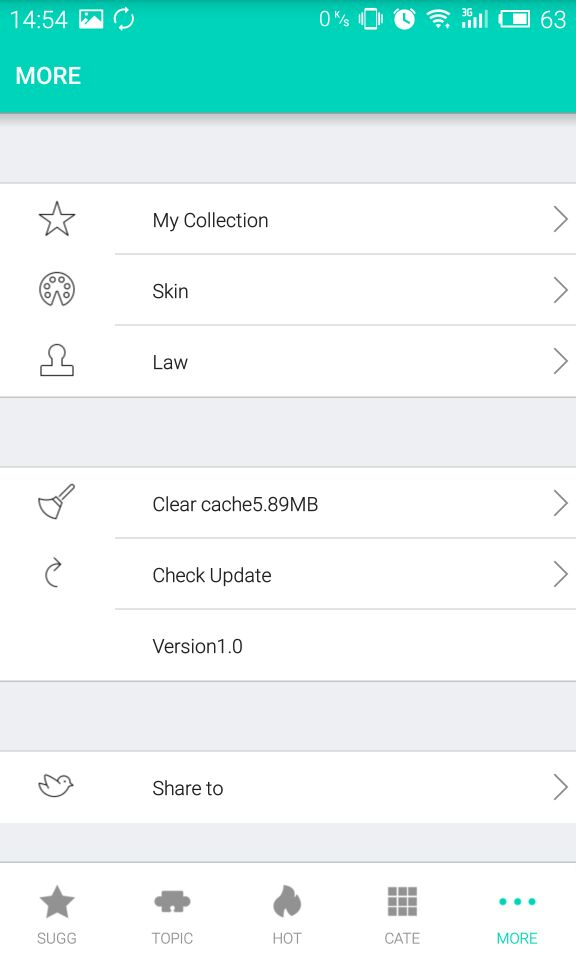 14:54 0 K/s 3G 63
MORE
My Collection
Skin
Law
Clear cache5.89MB
Check Update
Version1.0
Share to
SUGG TOPIC HOT CATE MORE